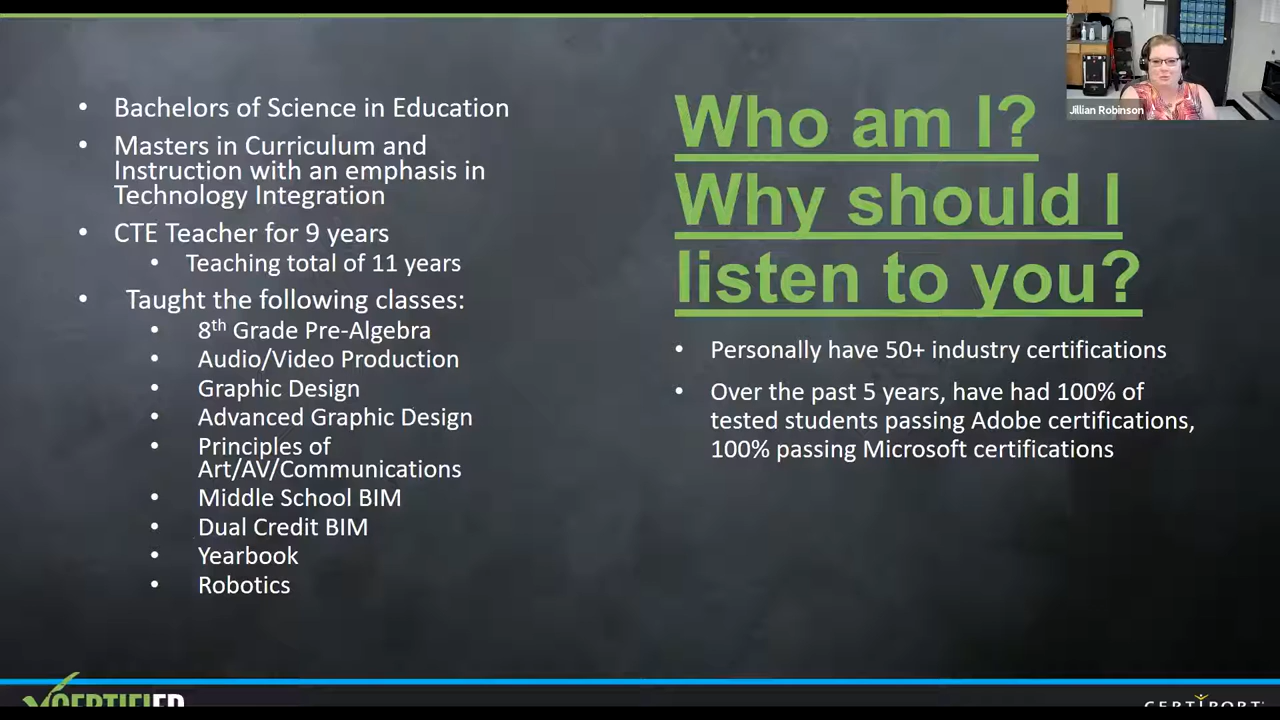 Bachelors of Science in Education
Masters in Curriculum and
Instruction with an emphasis in
Technology Integration
CTE Teacher for 9 years
Teaching total of 11 years
Taught the following classes:
8th Grade Pre-Algebra
Audio/Video Production
Graphic Design
Advanced Graphic Design
Principles of
Art/AV/Communications
Middle School BIM
Dual Credit BIM
Yearbook
Robotics
Who am I?
Why should I
listen to you?
Personally have 50+ industry certifications
Over the past 5 years, have had 100% of
tested students passing Adobe certifications,
100% passing Microsoft certifications
Jillian Robinson
CERTIFIED
CERTIPORT